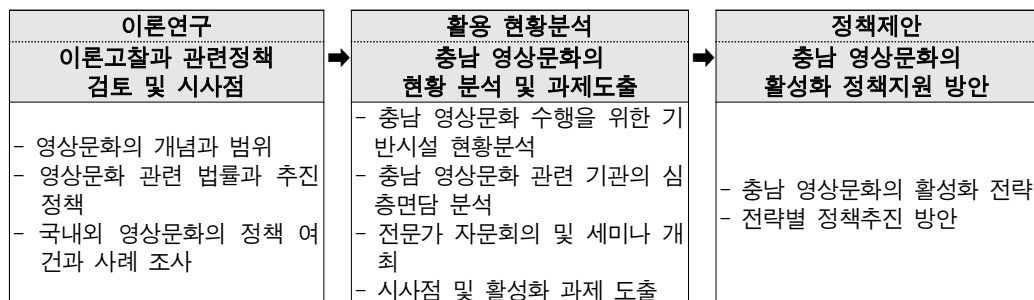 이론연구
이론고찰과 관련정책
검토 및 시사점
- 영상문화의 개념과 범위
- 영상문화 관련 법률과 추진
정책
- 국내외 영상문화의 정책 여
건과 사례 조사
➡
활용 현황분석
충남 영상문화의
현황 분석 및 과제도출
- 충남 영상문화 수행을 위한 기
반시설 현황분석
- 충남 영상문화 관련 기관의 심
층면담 분석
- 전문가 자문회의 및 세미나 개
최
- 시사점 및 활성화 과제 도출
➡
정책제안
충남 영상문화의
활성화 정책지원 방안
- 충남 영상문화의 활성화 전략
- 전략별 정책추진 방안